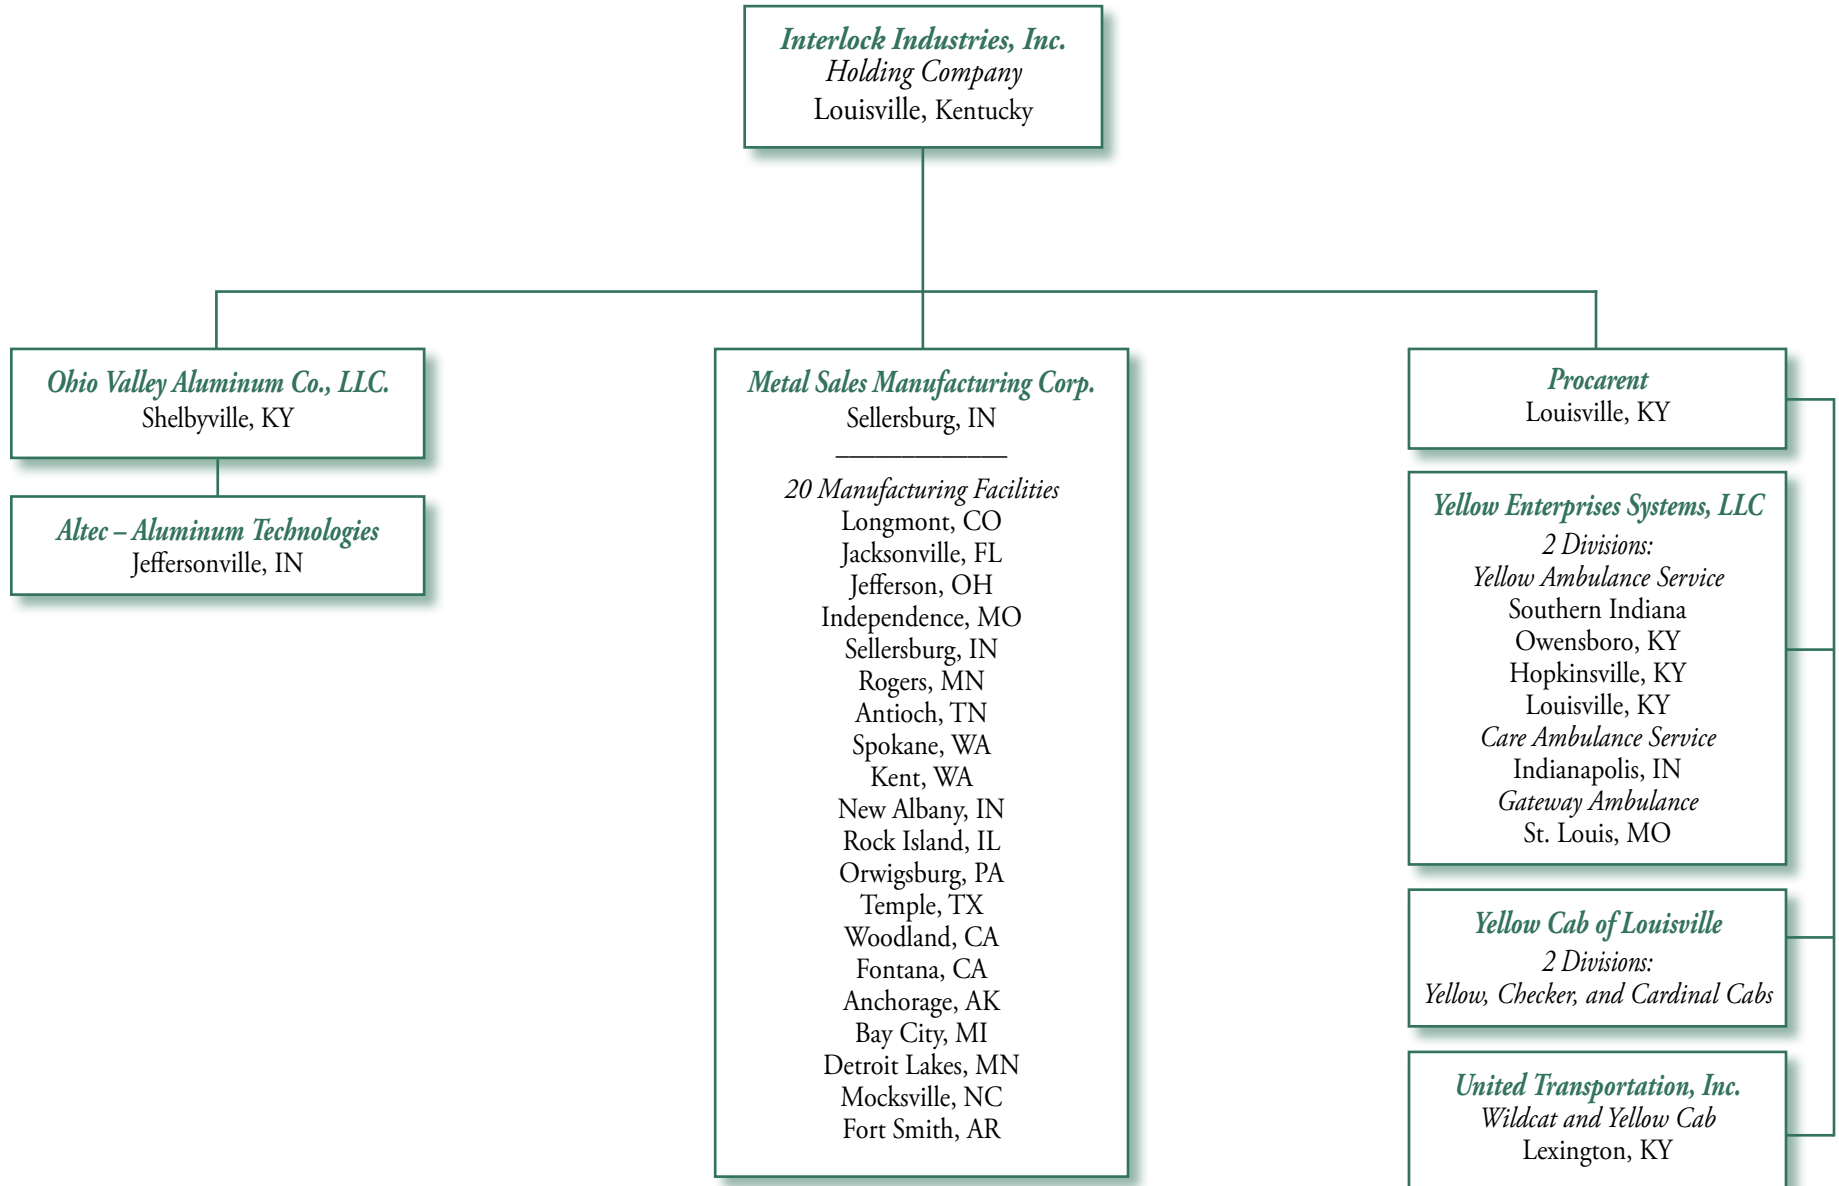 Interlock Industries, Inc.
Holding Company
Louisville, Kentucky
Ohio Valley Aluminum Co., LLC.
Shelbyville, KY
Altec – Aluminum Technologies
Jeffersonville, IN
Metal Sales Manufacturing Corp.
Sellersburg, IN
20 Manufacturing Facilities
Longmont, CO
Jacksonville, FL
Jefferson, OH
Independence, MO
Sellersburg, IN
Rogers, MN
Antioch, TN
Spokane, WA
Kent, WA
New Albany, IN
Rock Island, IL
Orwigsburg, PA
Temple, TX
Woodland, CA
Fontana, CA
Anchorage, AK
Bay City, MI
Detroit Lakes, MN
Mocksville, NC
Fort Smith, AR
Procarent
Louisville, KY
Yellow Enterprises Systems, LLC
2 Divisions:
Yellow Ambulance Service
Southern Indiana
Owensboro, KY
Hopkinsville, KY
Louisville, KY
Care Ambulance Service
Indianapolis, IN
Gateway Ambulance
St. Louis, MO
Yellow Cab of Louisville
2 Divisions:
Yellow, Checker, and Cardinal Cabs
United Transportation, Inc.
Wildcat and Yellow Cab
Lexington, KY